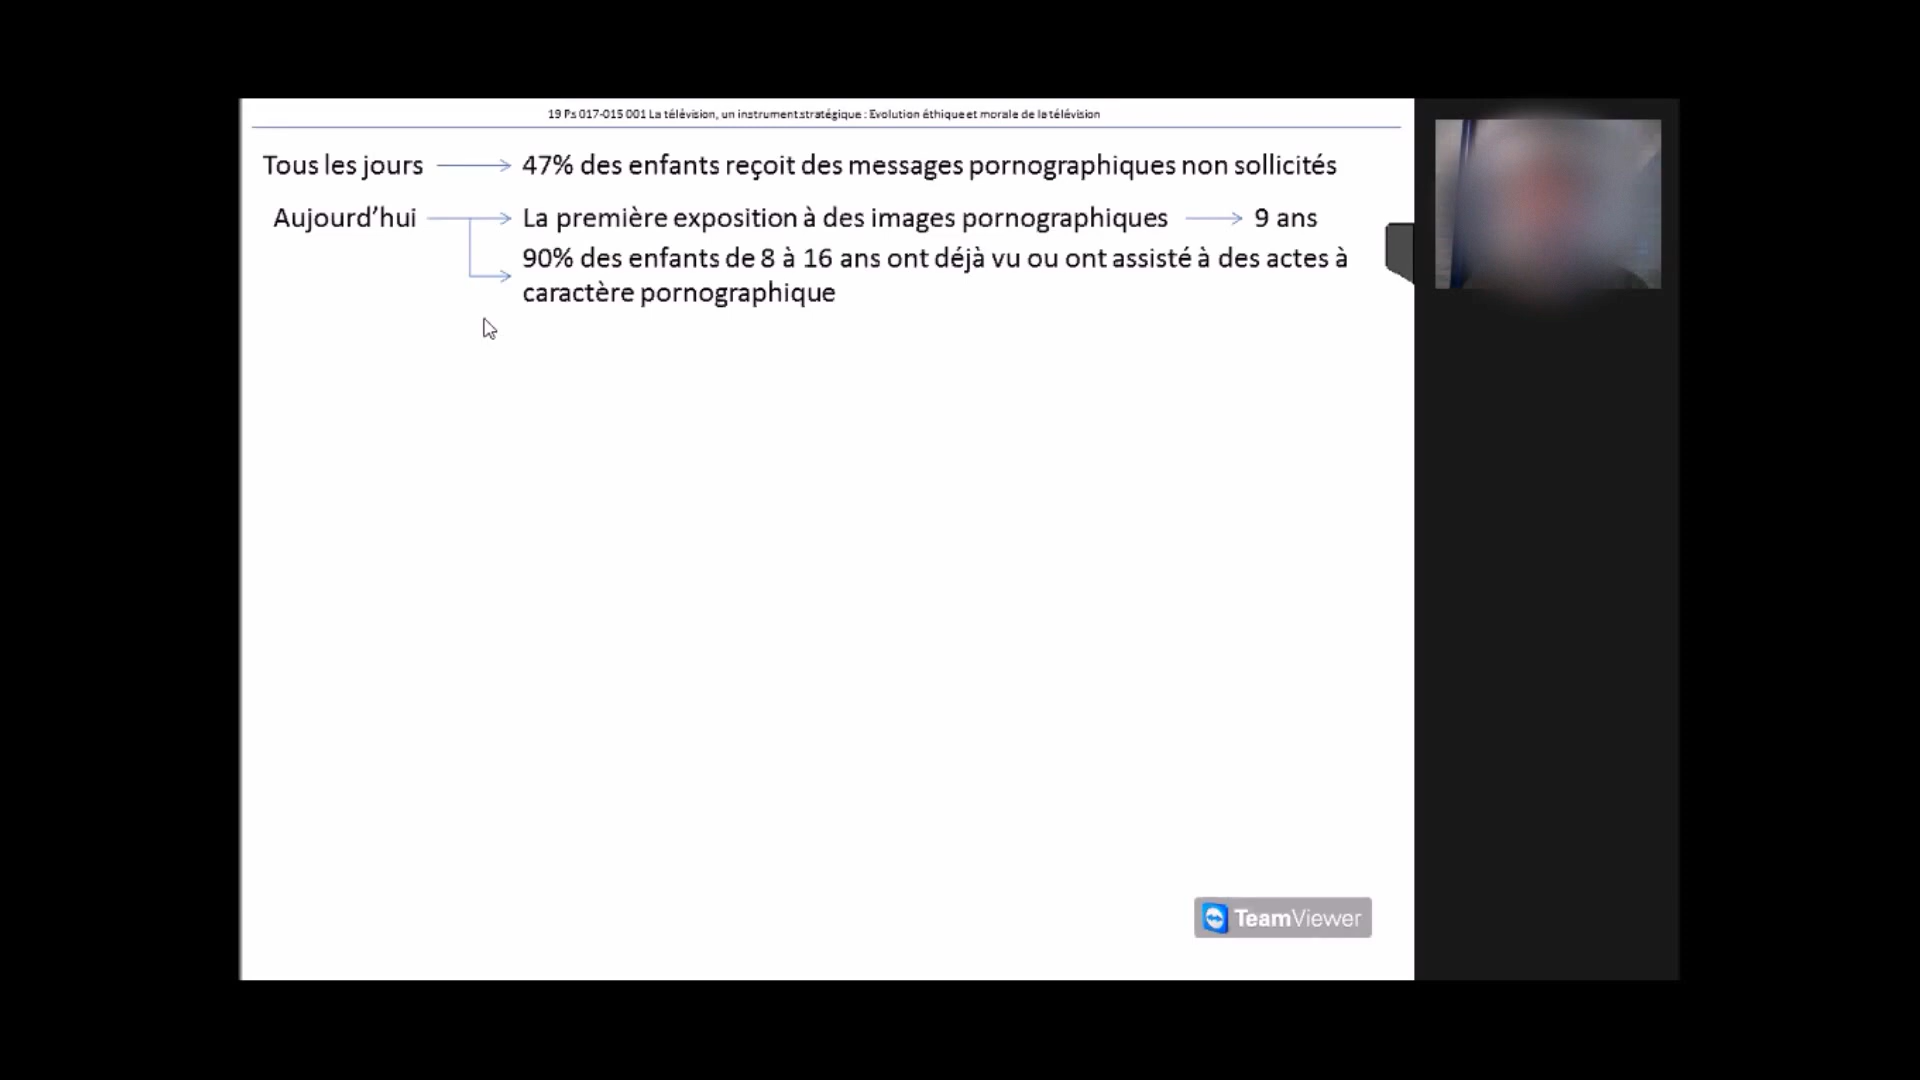 19 Ps 017-015 001 La télévision, un instrument stratégique : Evolution éthique et morale de la télévision
Tous les jours 47% des enfants reçoit des messages pornographiques non sollicités
Aujourd’hui La première exposition à des images pornographiques 9 ans
90% des enfants de 8 à 16 ans ont déjà vu ou ont assisté à des actes à
caractère pornographique
TeamViewer